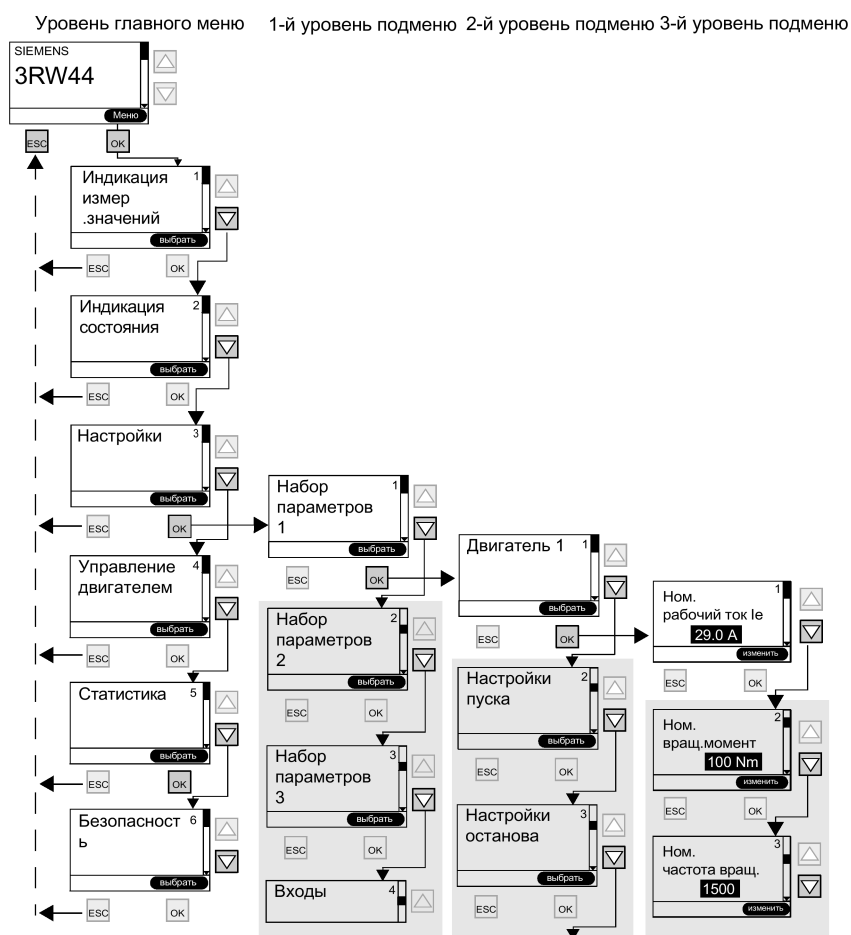 Уровень главного меню
1-й уровень подменю
2-й уровень подменю
3-й уровень подменю
SIEMENS
3RW44
Меню
ESC
OK
Индикация
измер
.значений
1
выбрать
ESC
OK
Индикация
состояния
2
выбрать
ESC
OK
Настройки
3
выбрать
ESC
OK
Управление
двигателем
4
выбрать
ESC
OK
Статистика
5
выбрать
ESC
OK
Безопасност
ь
6
выбрать
ESC
OK
Набор
параметров
1
1
выбрать
ESC
OK
Набор
параметров
2
2
выбрать
ESC
OK
Набор
параметров
3
3
выбрать
ESC
OK
Входы
4
Двигатель 1
1
выбрать
ESC
OK
Настройки
пуска
2
выбрать
ESC
OK
Настройки
останова
3
выбрать
ESC
OK
Ном.
рабочий ток Ie
29.0 A
1
изменить
ESC
OK
Ном.
вращ.момент
100 Nm
2
изменить
ESC
OK
Ном.
частота вращ.
1500
3
изменить